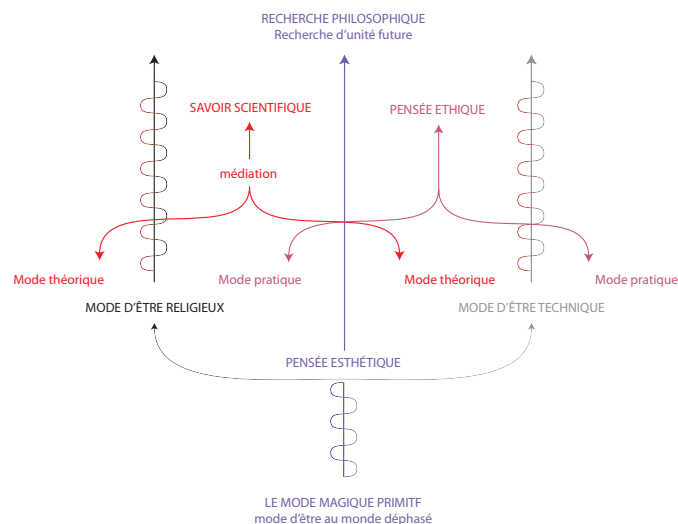 RECHERCHE PHILOSOPHIQUE
Recherche d'unité future
SAVOIR SCIENTIFIQUE
PENSÉE ETHIQUE
médiation
Mode théorique
Mode pratique
Mode théorique
Mode pratique
MODE D'ÊTRE RELIGIEUX
MODE D'ÊTRE TECHNIQUE
PENSÉE ESTHÉTIQUE
LE MODE MAGIQUE PRIMITF
mode d'être au monde déphasé